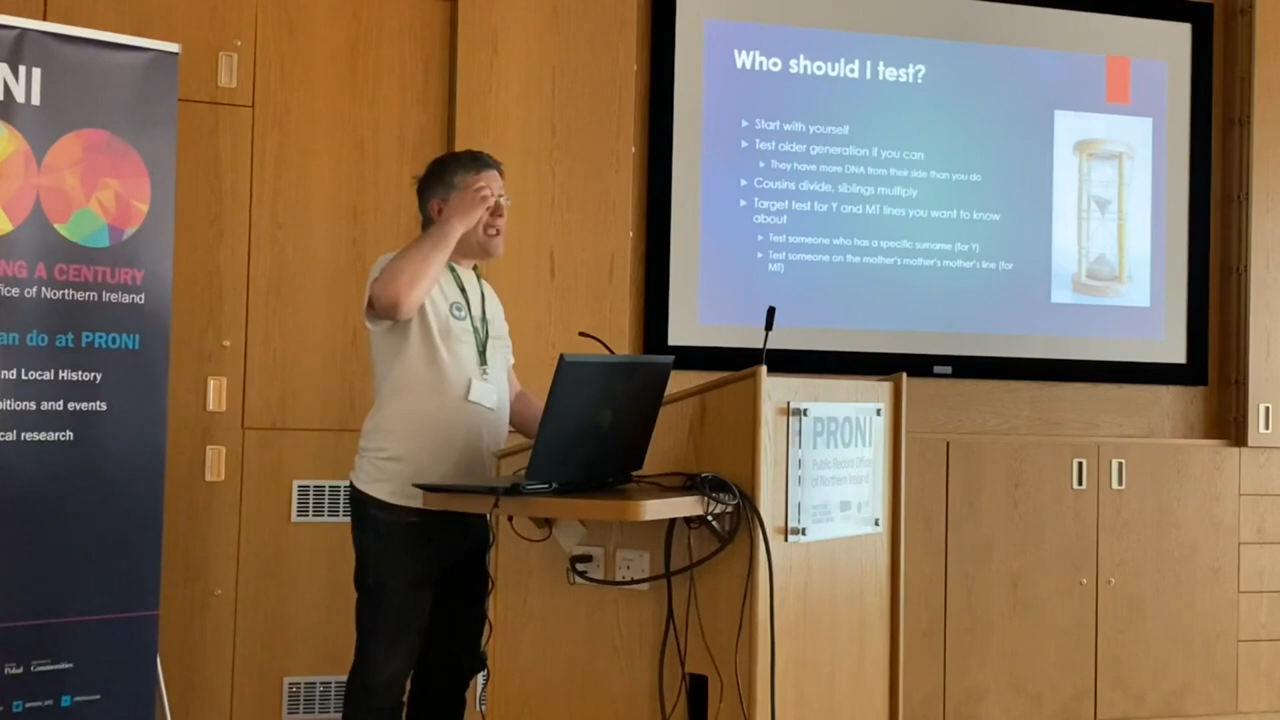 NI
NG A CENTURY
fice of Northern Ireland
an do at PRONI
nd Local History
bitions and events
cal research
Who should I test?
Start with yourself
Test older generation if you can
They have more DNA from their side than you do
Cousins divide, siblings multiply
Target test for Y and MT lines you want to know
about
Test someone who has a specific surname (for Y)
Test someone on the mother's mother's mother's line (for
MT)
PRONI
Public Record Office
of Northern Ireland